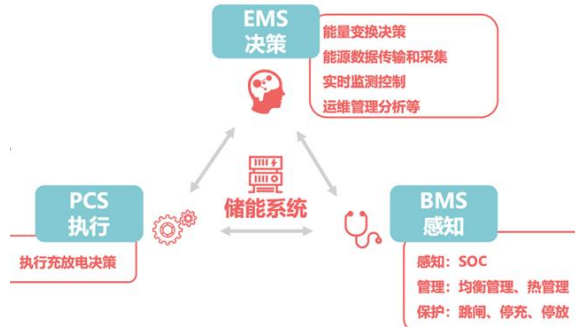 EMS
决策
能量变换决策
能源数据传输和采集
实时监测控制
运维管理分析等
储能系统
PCS
执行
执行充放电决策
BMS
感知
感知：SOC
管理：均衡管理、热管理
保护：跳闸、停充、停放